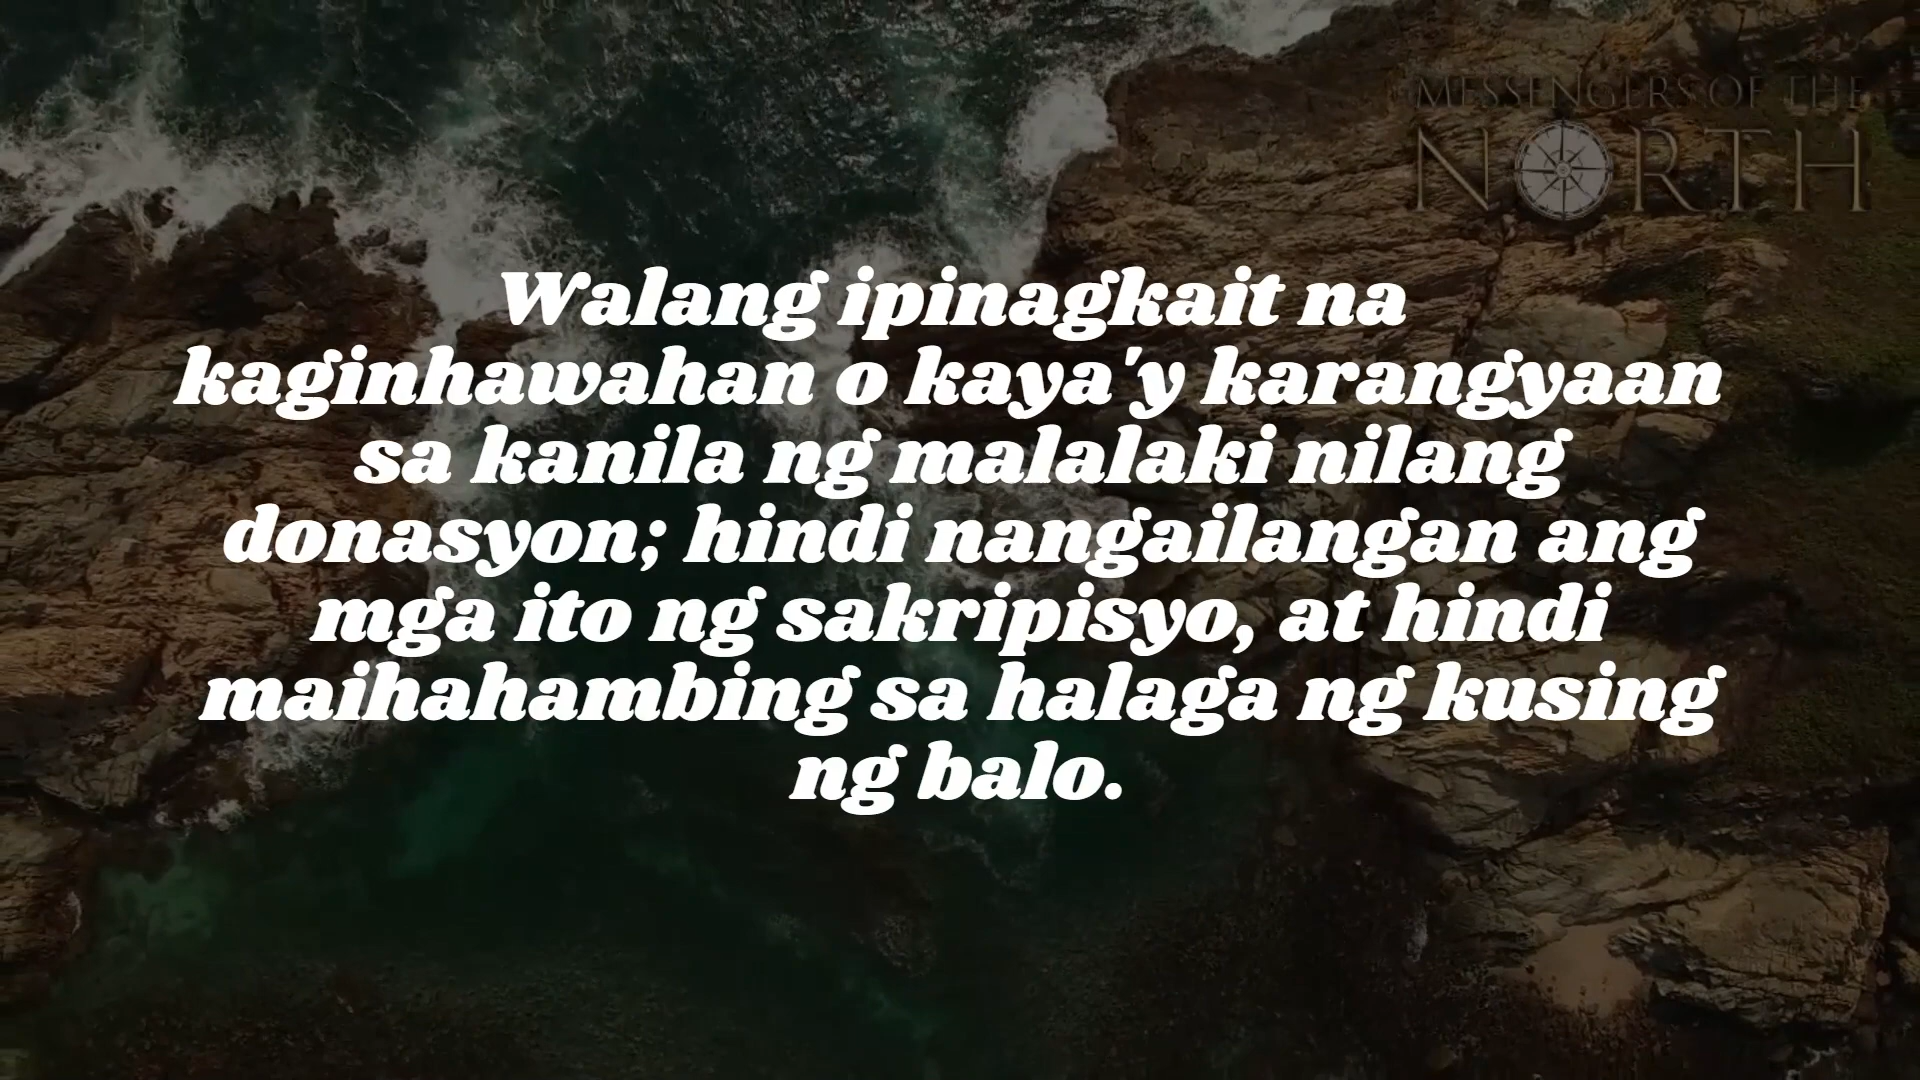 MESSENGERS OF THE
NORTH
Walang ipinagkait na
kaginhawahan o kaya'y karangyaan
sa kanila ng malalaki nilang
donasyon; hindi nangailangan ang
mga ito ng sakripisyo, at hindi
maihahambing sa halaga ng kusing
ng balo.